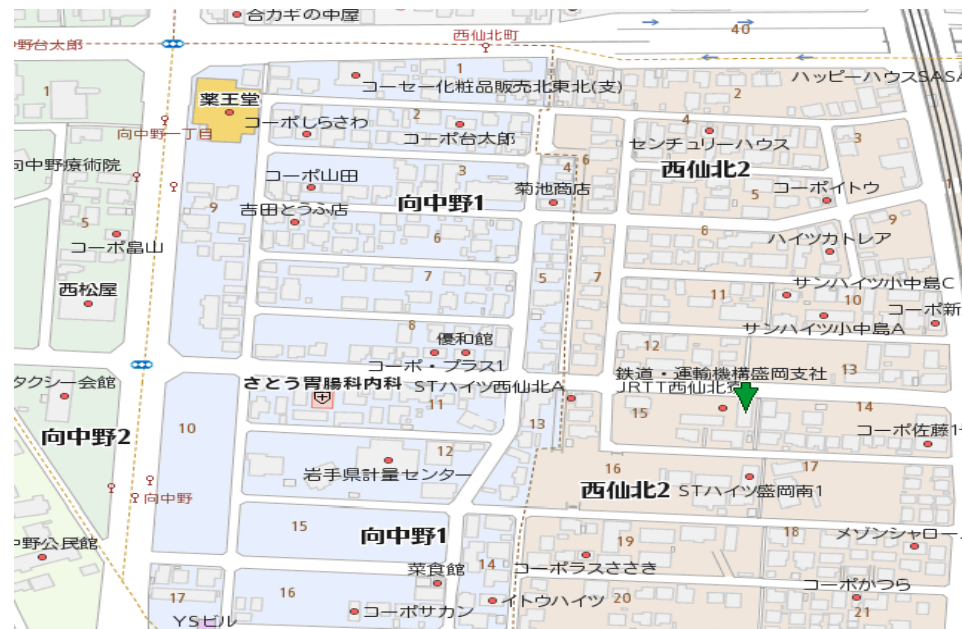 合カギの中屋
40
西仙北町
野台太郎
1
2
ハッピーハウスSASA
コーセー化粧品販売北東北(支)
1
薬王堂
2
4
コーポしらさわ
コーポ台太郎
センチュリーハウス
3
向中野一丁目
向中野療術院
コーポ山田
3
4
6
西仙北2
1
菊池商店
5
コーポイトウ
9
向中野1
吉田とうふ店
9
5
コーポ畠山
6
8
ハイツカトレア
西松屋
7
5
7
11
サンハイツ小中島C
10
コーポ新
サンハイツ小中島A
8
優和館
12
13
コーポ・プラス1
鉄道・運輸機構盛岡支社
タクシー会館
さとう胃腸科内科
STハイツ西仙北A
JRTT西仙北
11
15
14
10
13
コーポ佐藤1
向中野2
12
岩手県計量センター
16
17
西仙北2
STハイツ盛岡南1
向中野
15
向中野1
18
メゾンシャロー
野公民館
19
コーポラスささき
菜食館
14
コーポかつら
17
16
イトウハイツ
20
21
コーポサカン
YSビル